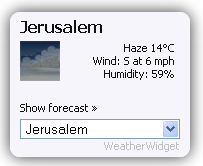 Jerusalem
Haze 14°C
Wind: S at 6 mph
Humidity: 59%
Show forecast »
Jerusalem
WeatherWidget